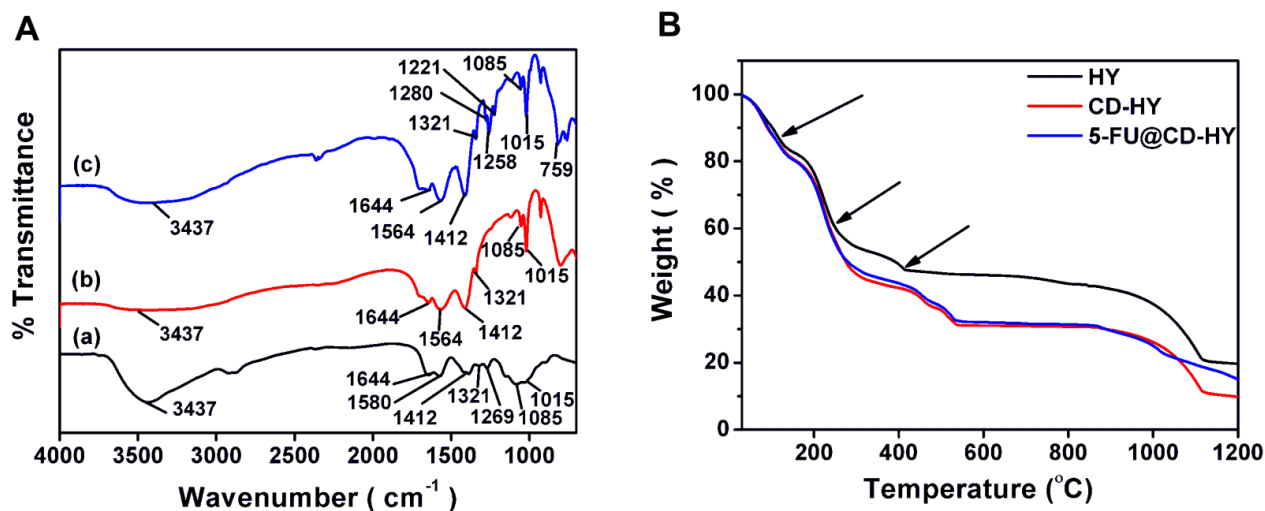 A
% Transmittance
(c)
3437
1644
1564
1412
1321
1280
1221
1258
1085
1015
759
(b)
3437
1644
1564
1412
1321
1085
1015
(a)
3437
1644
1580
1412
1321
1269
1085
1015
4000 3500 3000 2500 2000 1500 1000
Wavenumber ( cm⁻¹ )
B
HY
CD-HY
5-FU@CD-HY
Weight ( % )
100
80
60
40
20
0
200 400 600 800 1000 1200
Temperature (°C)